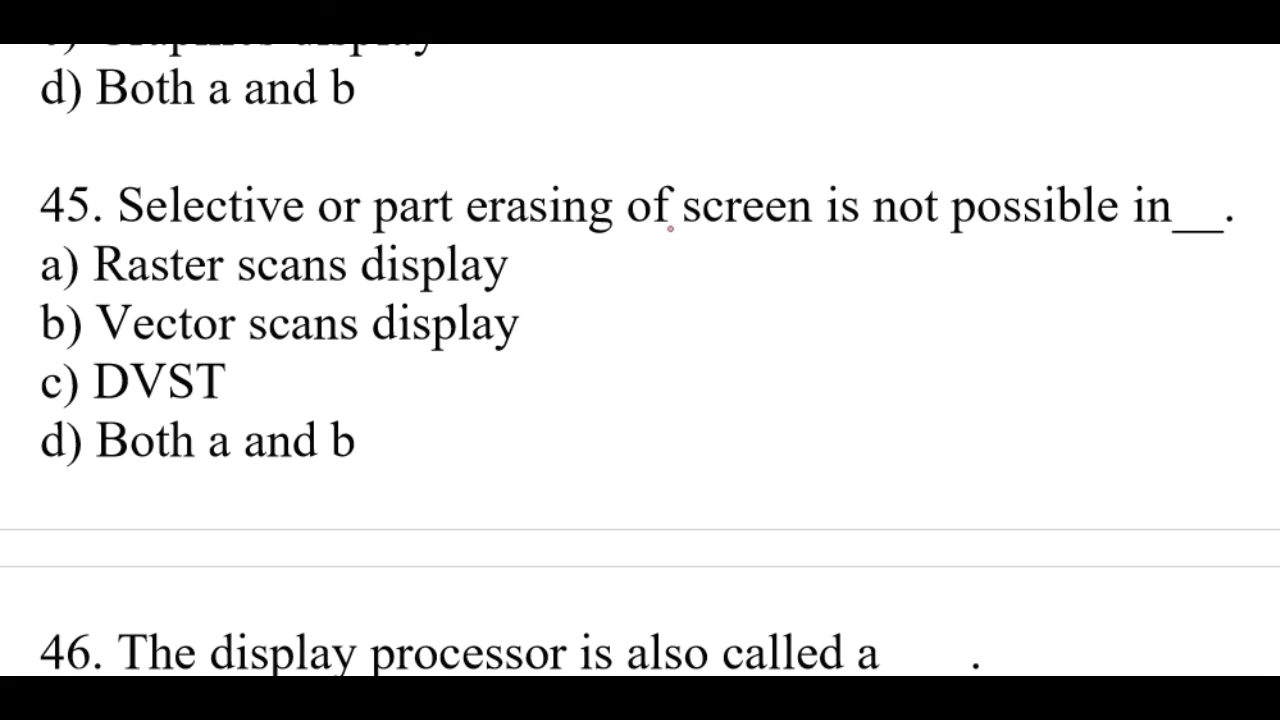 d) Both a and b
45. Selective or part erasing of screen is not possible in__.
a) Raster scans display
b) Vector scans display
c) DVST
d) Both a and b
46. The display processor is also called a .